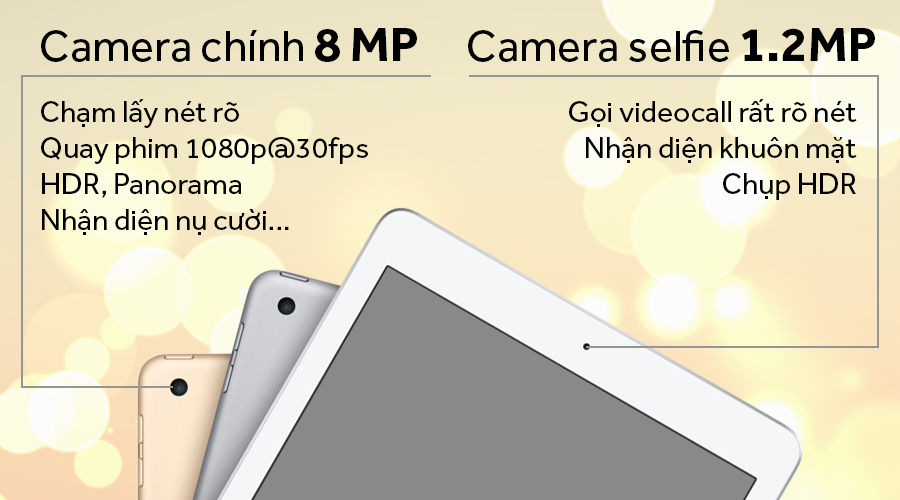 Camera chính 8 MP
Chạm lấy nét rõ
Quay phim 1080p@30fps
HDR, Panorama
Nhận diện nụ cười...
Camera selfie 1.2MP
Gọi videocall rất rõ nét
Nhận diện khuôn mặt
Chụp HDR